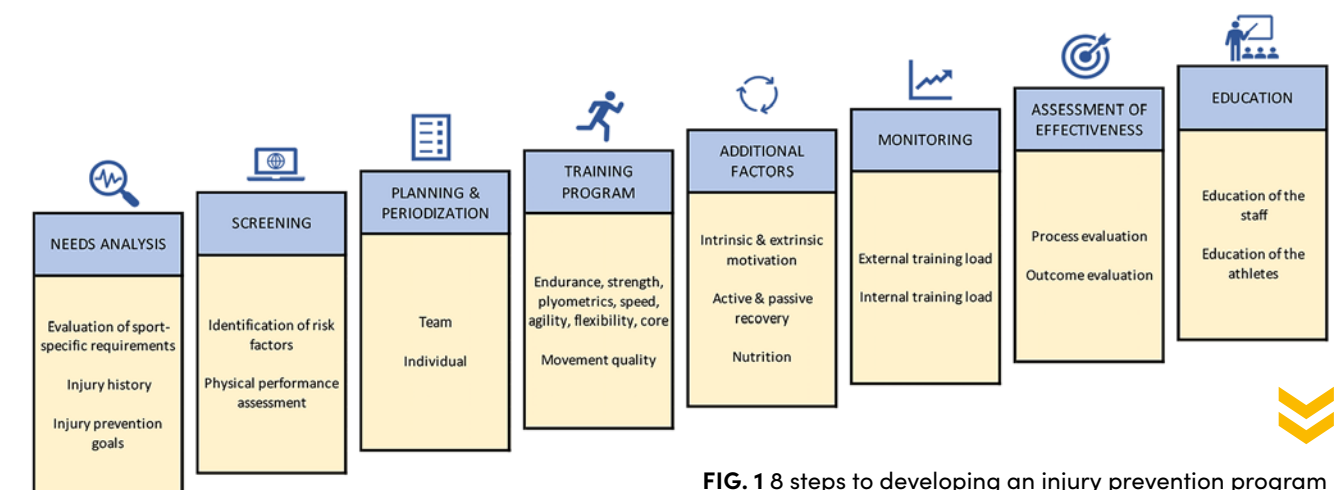 NEEDS ANALYSIS
Evaluation of sport-
specific requirements
Injury history
Injury prevention
goals
SCREENING
Identification of risk
factors
Physical performance
assessment
PLANNING &
PERIODIZATION
Team
Individual
TRAINING
PROGRAM
Endurance, strength,
plyometrics, speed,
agility, flexibility, core
Movement quality
ADDITIONAL
FACTORS
Intrinsic & extrinsic
motivation
Active & passive
recovery
Nutrition
MONITORING
External training load
Internal training load
ASSESSMENT OF
EFFECTIVENESS
Process evaluation
Outcome evaluation
EDUCATION
Education of the
staff
Education of the
athletes
FIG. 1 8 steps to developing an injury prevention program